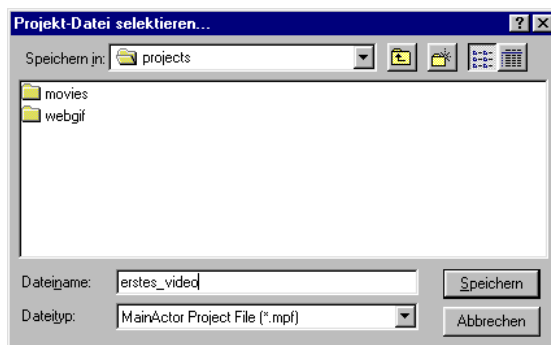 Projekt-Datei selektieren...
Speichern in: projects
movies
webgif
Dateiname: erstes_video Speichern
Dateityp: MainActor Project File (*.mpf) Abbrechen